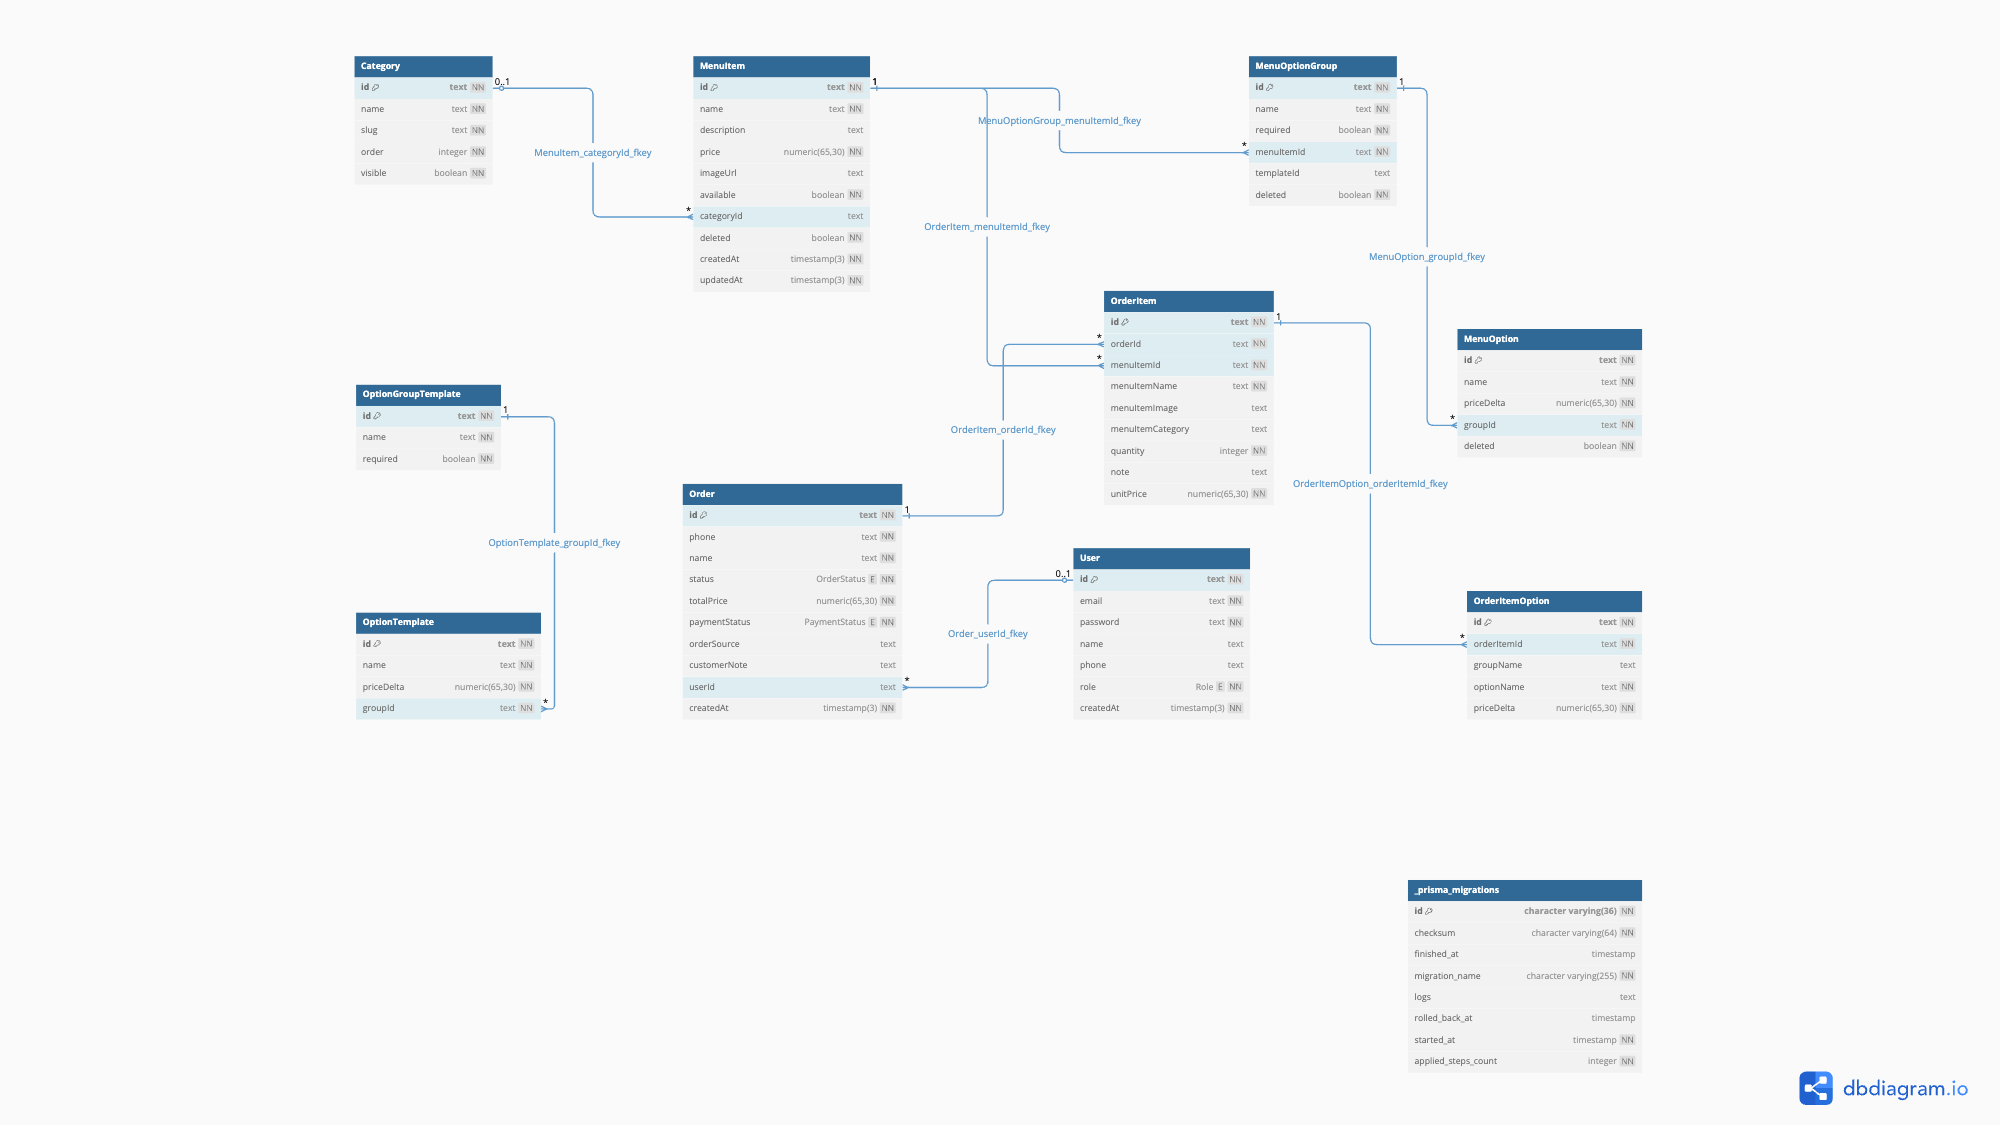 Category
id text NN
name text NN
slug text NN
order integer NN
visible boolean NN
0..1
MenuItem_categoryId_fkey
*
MenuItem
id text NN
name text NN
description text
price numeric(65,30) NN
imageUrl text
available boolean NN
categoryId text
deleted boolean NN
createdAt timestamp(3) NN
updatedAt timestamp(3) NN
1
MenuOptionGroup_menuItemId_fkey
*
OrderItem_menuItemId_fkey
*
MenuOptionGroup
id text NN
name text NN
required boolean NN
menuItemId text NN
templateId text
deleted boolean NN
1
MenuOption_groupId_fkey
*
OrderItem
id text NN
orderId text NN
menuItemId text NN
menuItemName text NN
menuItemImage text
menuItemCategory text
quantity integer NN
note text
unitPrice numeric(65,30) NN
1
OrderItemOption_orderItemId_fkey
*
MenuOption
id text NN
name text NN
priceDelta numeric(65,30) NN
groupId text NN
deleted boolean NN
OptionGroupTemplate
id text NN
name text NN
required boolean NN
1
OptionTemplate_groupId_fkey
*
OptionTemplate
id text NN
name text NN
priceDelta numeric(65,30) NN
groupId text NN
Order
id text NN
phone text NN
name text NN
status OrderStatus E NN
totalPrice numeric(65,30) NN
paymentStatus PaymentStatus E NN
orderSource text
customerNote text
userId text
createdAt timestamp(3) NN
1
OrderItem_orderId_fkey
*
0..1
Order_userId_fkey
*
User
id text NN
email text NN
password text NN
name text
phone text
role Role E NN
createdAt timestamp(3) NN
OrderItemOption
id text NN
orderItemId text NN
groupName text
optionName text NN
priceDelta numeric(65,30) NN
_prisma_migrations
id character varying(36) NN
checksum character varying(64) NN
finished_at timestamp
migration_name character varying(255) NN
logs text
rolled_back_at timestamp
started_at timestamp NN
applied_steps_count integer NN
dbdiagram.io